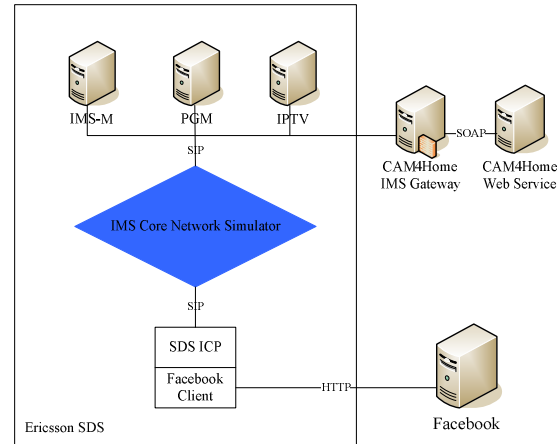 IMS-M
PGM
IPTV
SIP
SOAP
CAM4Home
IMS Gateway
CAM4Home
Web Service
IMS Core Network Simulator
SIP
SDS ICP
Facebook
Client
HTTP
Facebook
Ericsson SDS